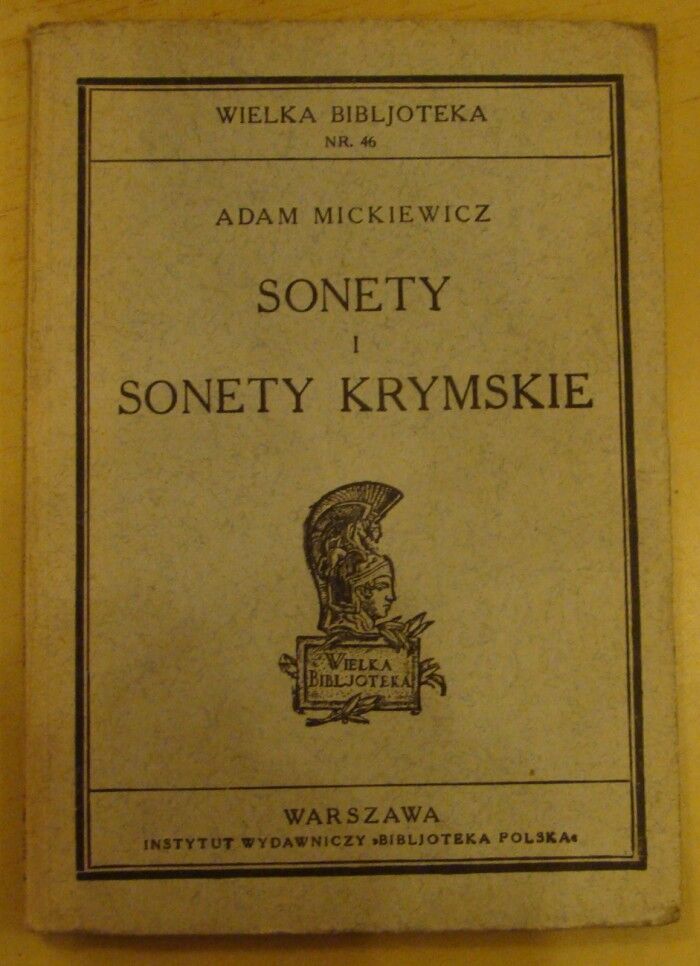 WIELKA BIBLJOTEKA
NR. 46
ADAM MICKIEWICZ
SONETY
I
SONETY KRYMSKIE
WIELKA
BIBLJOTEKA
WARSZAWA
INSTYTUT WYDAWNICZY »BIBLJOTEKA POLSKA«